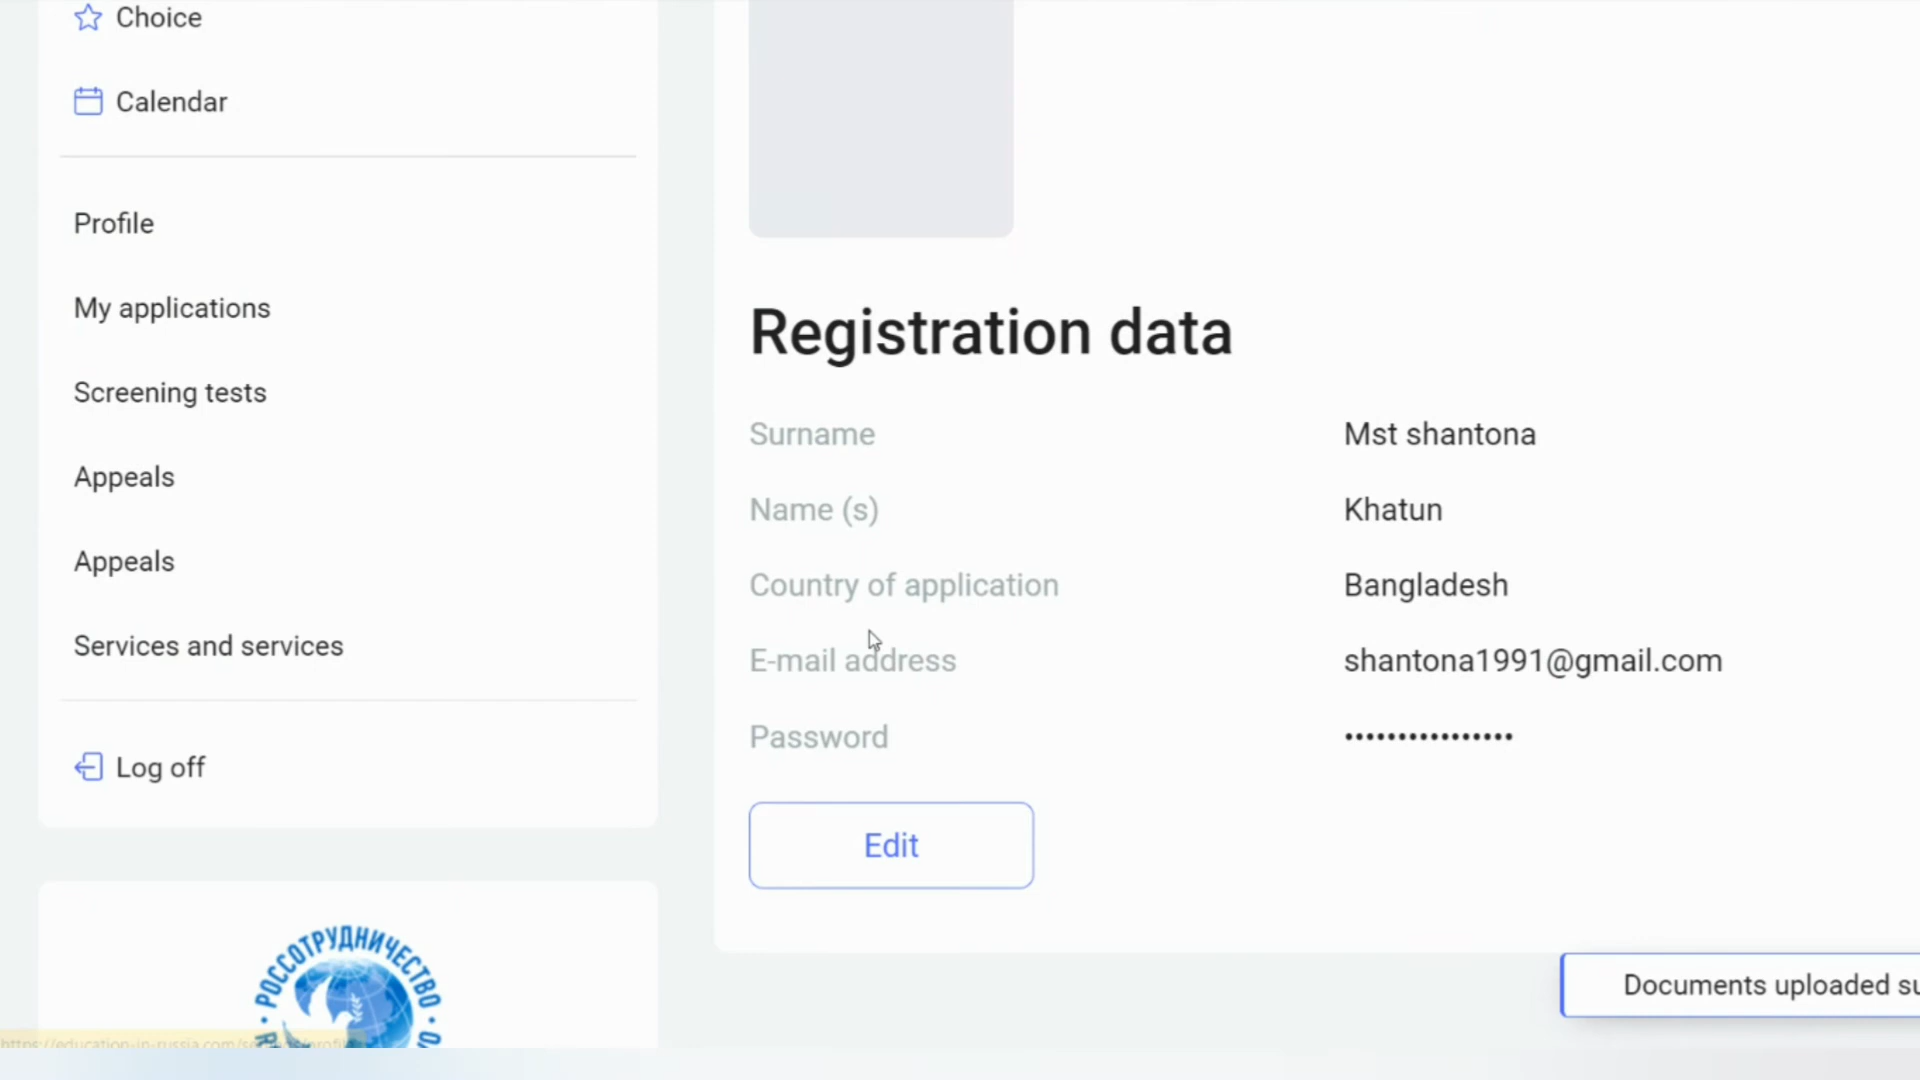 Choice
Calendar
Profile
My applications
Screening tests
Appeals
Appeals
Services and services
Log off
РОССОТРУДНИЧЕСТВО
Registration data
Surname Mst shantona
Name (s) Khatun
Country of application Bangladesh
E-mail address shantona1991@gmail.com
Password ••••••••••••••••
Edit
Documents uploaded su